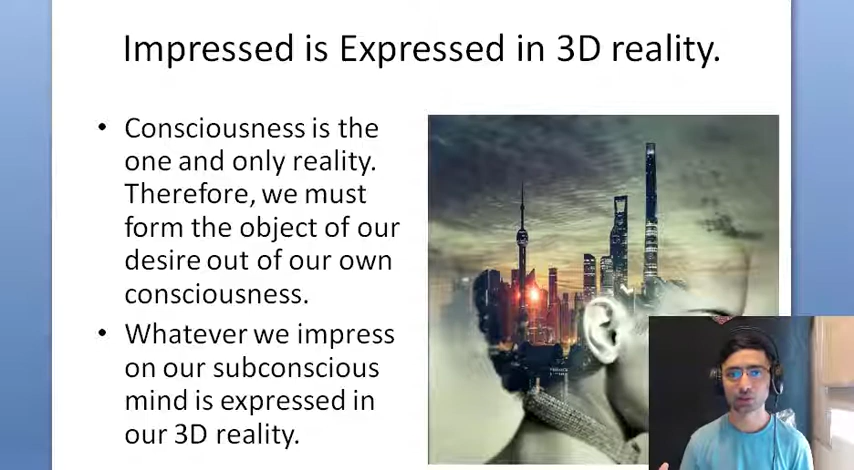 Impressed is Expressed in 3D reality.
• Consciousness is the
one and only reality.
Therefore, we must
form the object of our
desire out of our own
consciousness.
• Whatever we impress
on our subconscious
mind is expressed in
our 3D reality.